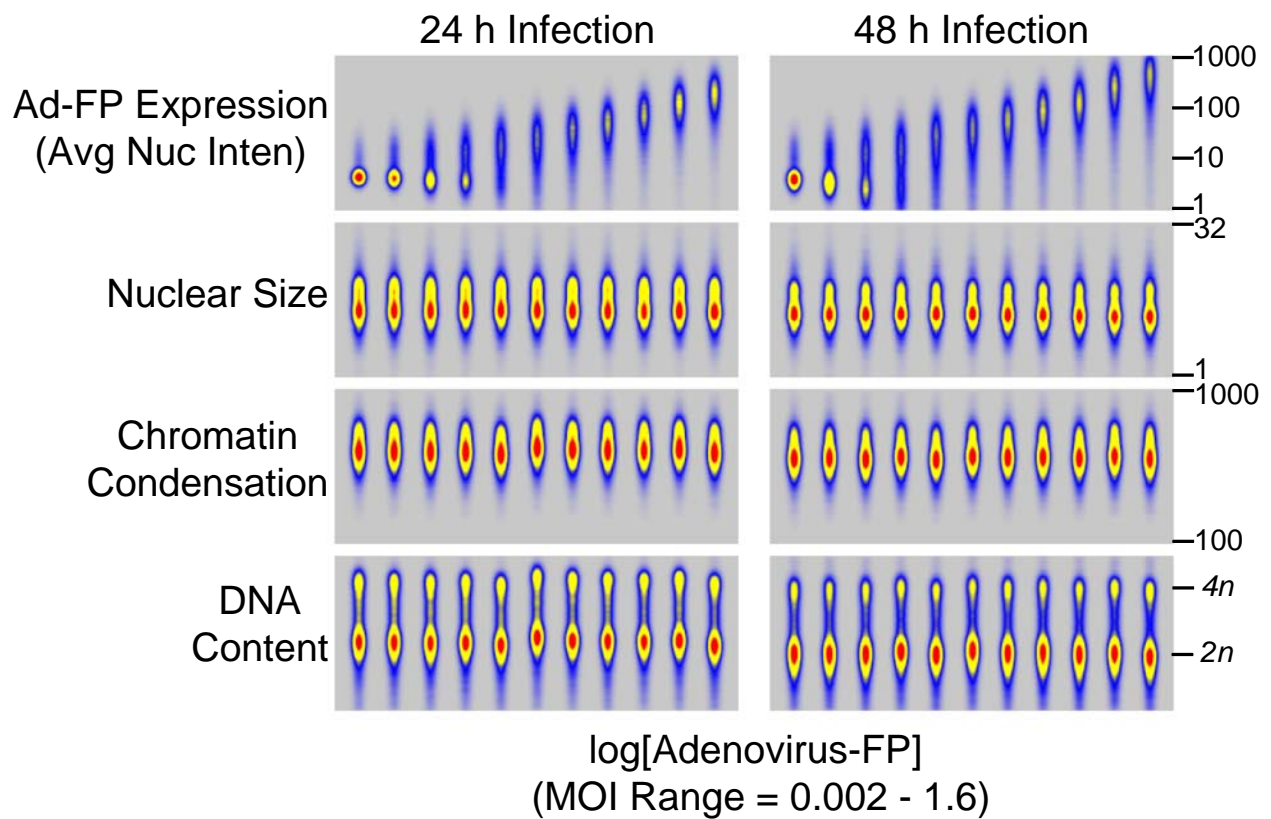 24 h Infection
48 h Infection
Ad-FP Expression
(Avg Nuc Inten)
1000
100
10
1
Nuclear Size
32
1
Chromatin
Condensation
1000
100
DNA
Content
4n
2n
log[Adenovirus-FP]
(MOI Range = 0.002 - 1.6)